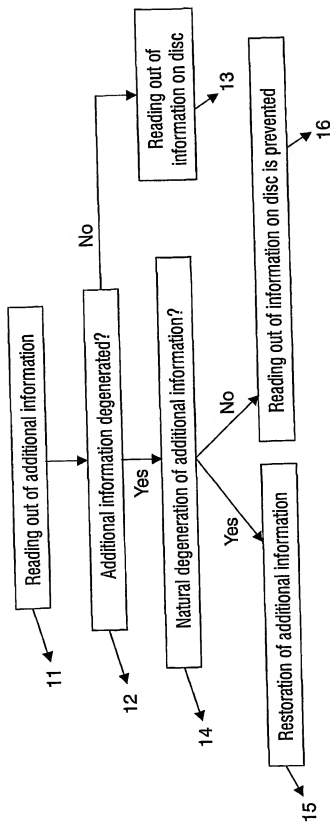 Reading out of additional information
11
Additional information degenerated?
No
12
Yes
Reading out of
information on disc
13
Natural degeneration of additional information?
14
Yes
No
Restoration of additional information
15
Reading out of information on disc is prevented
16